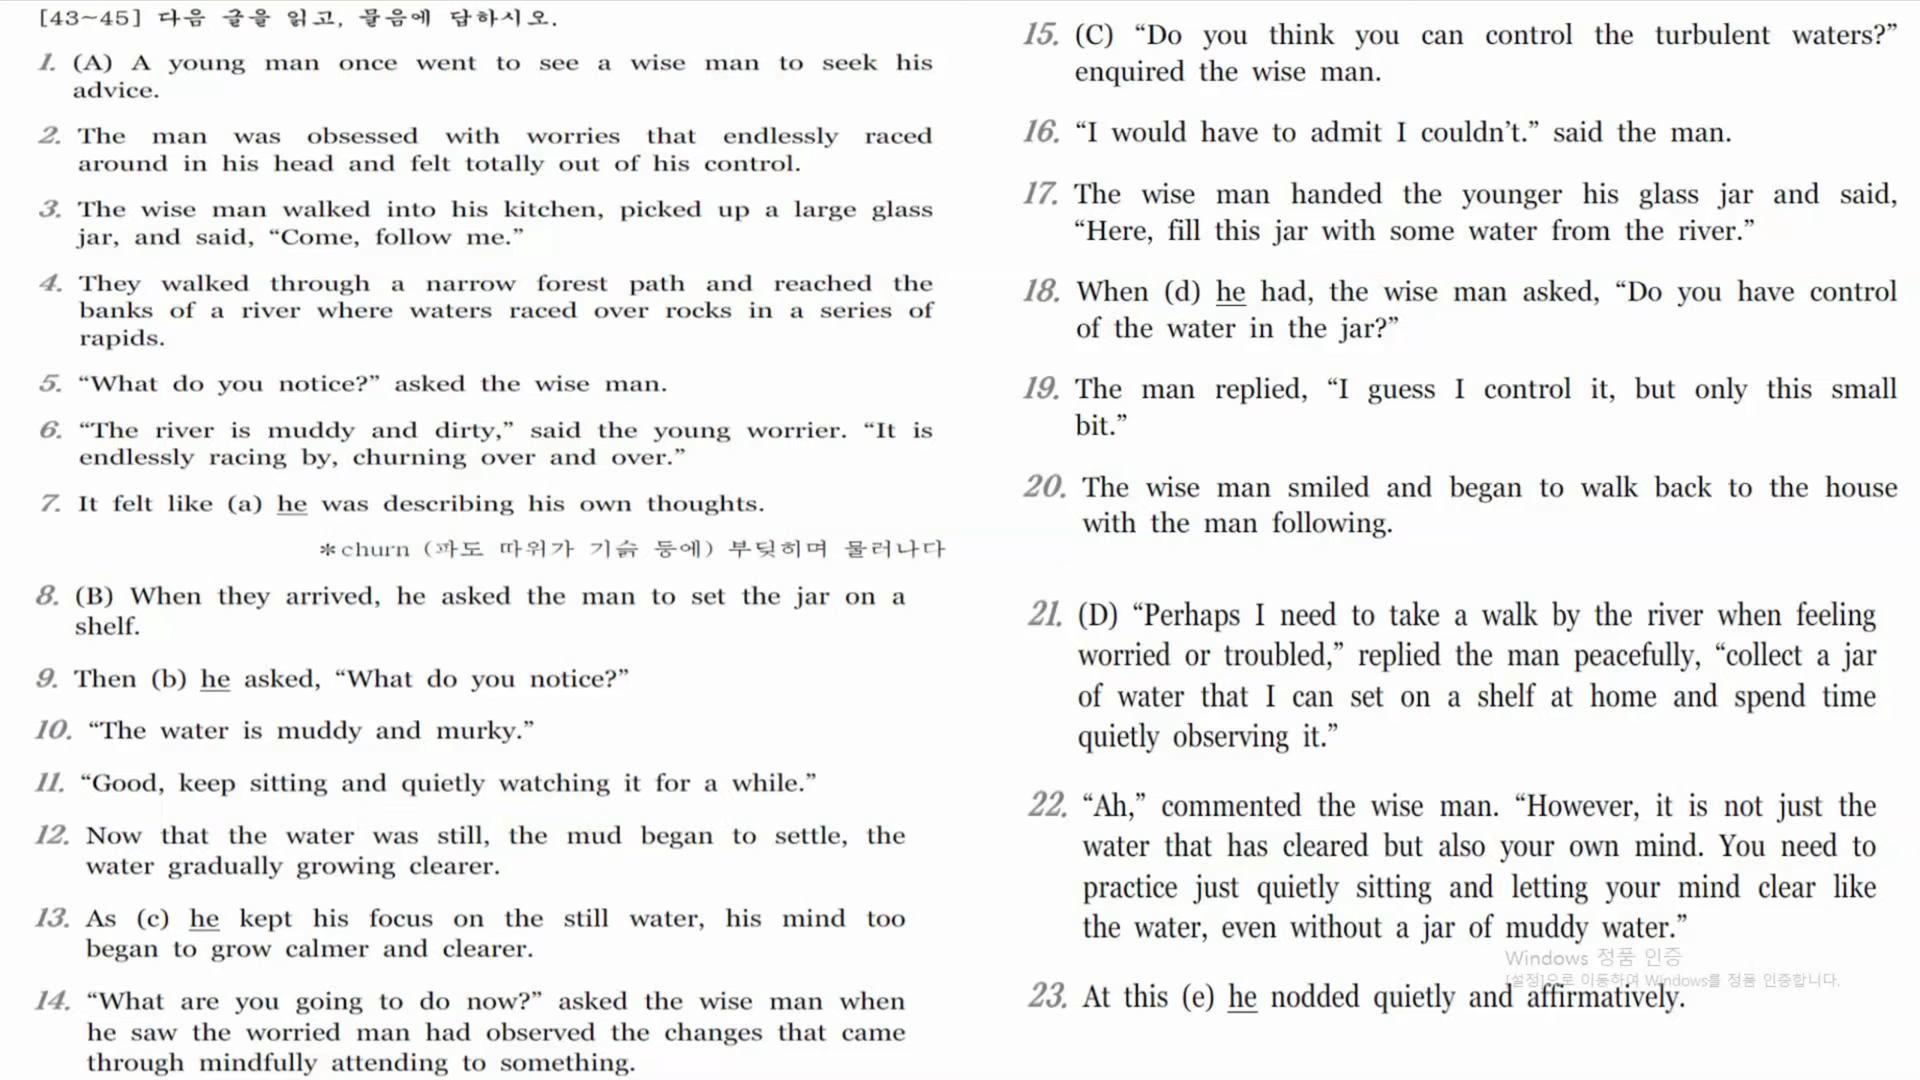 [43~45] 다음 글을 읽고, 물음에 답하시오.
1. (A) A young man once went to see a wise man to seek his
advice.
2. The man was obsessed with worries that endlessly raced
around in his head and felt totally out of his control.
3. The wise man walked into his kitchen, picked up a large glass
jar, and said, “Come, follow me.”
4. They walked through a narrow forest path and reached the
banks of a river where waters raced over rocks in a series of
rapids.
5. “What do you notice?” asked the wise man.
6. “The river is muddy and dirty,” said the young worrier. “It is
endlessly racing by, churning over and over.”
7. It felt like (a) he was describing his own thoughts.
*churn (파도 따위가 기슭 등에) 부딪히며 물러나다
8. (B) When they arrived, he asked the man to set the jar on a
shelf.
9. Then (b) he asked, “What do you notice?”
10. “The water is muddy and murky.”
11. “Good, keep sitting and quietly watching it for a while.”
12. Now that the water was still, the mud began to settle, the
water gradually growing clearer.
13. As (c) he kept his focus on the still water, his mind too
began to grow calmer and clearer.
14. “What are you going to do now?” asked the wise man when
he saw the worried man had observed the changes that came
through mindfully attending to something.
15. (C) “Do you think you can control the turbulent waters?”
enquired the wise man.
16. “I would have to admit I couldn’t.” said the man.
17. The wise man handed the younger his glass jar and said,
“Here, fill this jar with some water from the river.”
18. When (d) he had, the wise man asked, “Do you have control
of the water in the jar?”
19. The man replied, “I guess I control it, but only this small
bit.”
20. The wise man smiled and began to walk back to the house
with the man following.
21. (D) “Perhaps I need to take a walk by the river when feeling
worried or troubled,” replied the man peacefully, “collect a jar
of water that I can set on a shelf at home and spend time
quietly observing it.”
22. “Ah,” commented the wise man. “However, it is not just the
water that has cleared but also your own mind. You need to
practice just quietly sitting and letting your mind clear like
the water, even without a jar of muddy water.”
Windows 정품 인증
[설정]으로 이동하여 Windows를 정품 인증합니다.
23. At this (e) he nodded quietly and affirmatively.